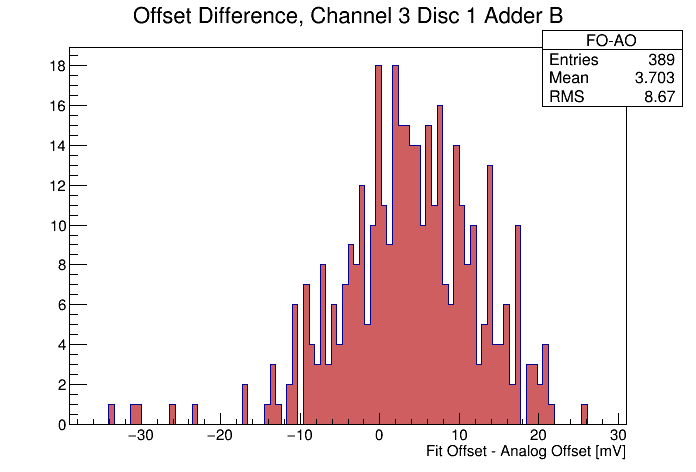 Offset Difference, Channel 3 Disc 1 Adder B
FO-AO
Entries 389
Mean 3.703
RMS 8.67
18
16
14
12
10
8
6
4
2
0
−30 −20 −10 0 10 20 30
Fit Offset - Analog Offset [mV]